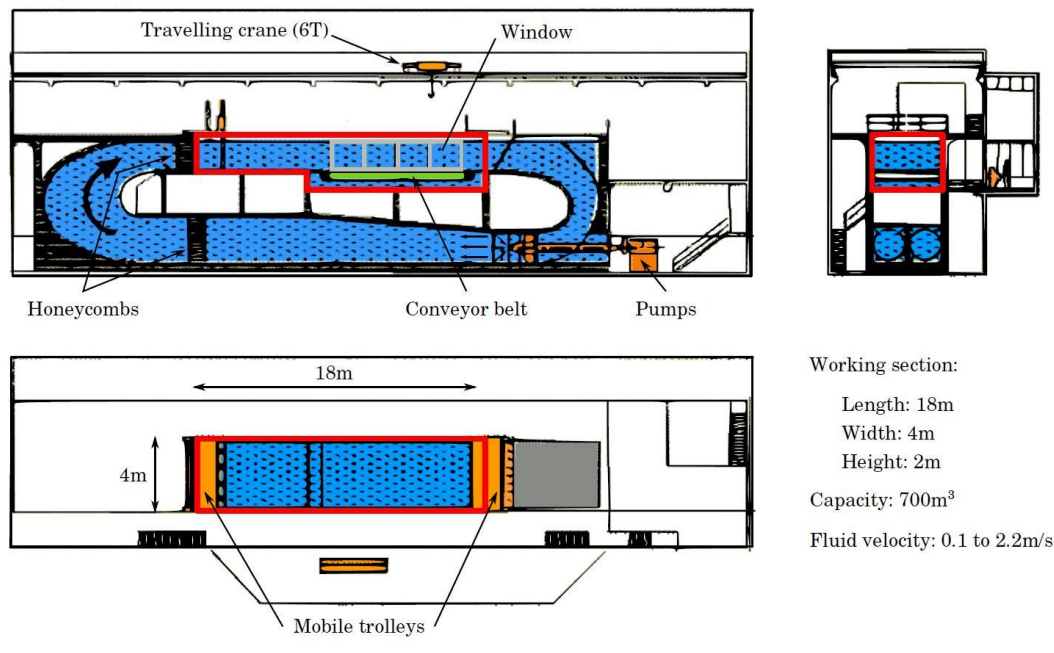 Travelling crane (6T)
Window
Honeycombs
Conveyor belt
Pumps
18m
4m
Mobile trolleys
Working section:
Length: 18m
Width: 4m
Height: 2m
Capacity: 700m³
Fluid velocity: 0.1 to 2.2m/s